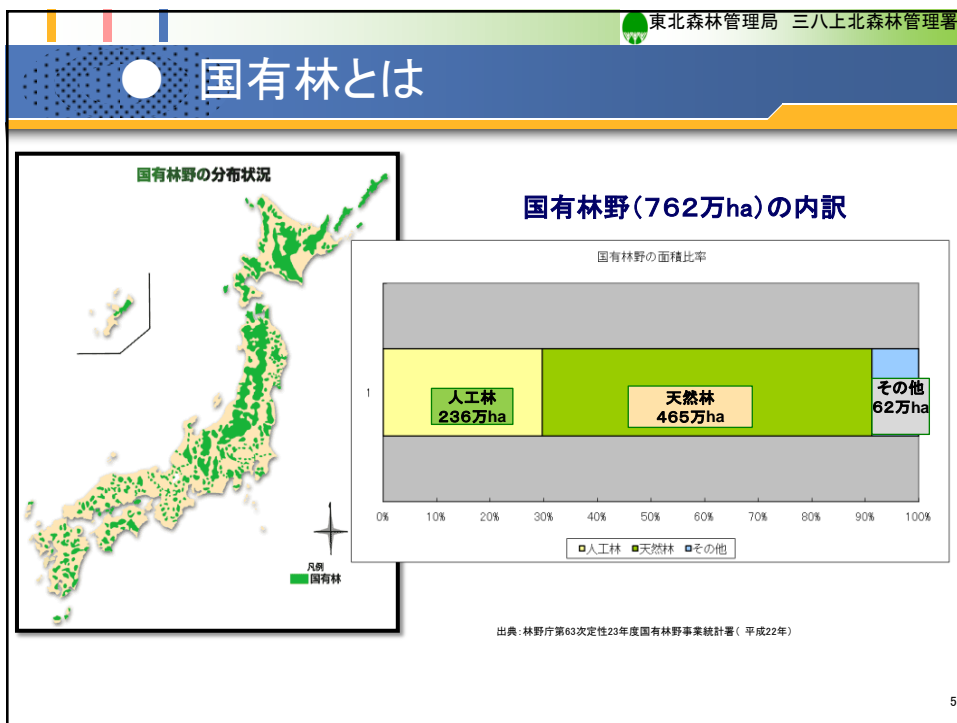 東北森林管理局 三八上北森林管理署
国有林とは
国有林野の分布状況
凡例
国有林
国有林野(762万ha)の内訳
国有林野の面積比率
1
人工林
236万ha
天然林
465万ha
その他
62万ha
0% 10% 20% 30% 40% 50% 60% 70% 80% 90% 100%
人工林 天然林 その他
出典:林野庁第63次定性23年度国有林野事業統計署( 平成22年)
5